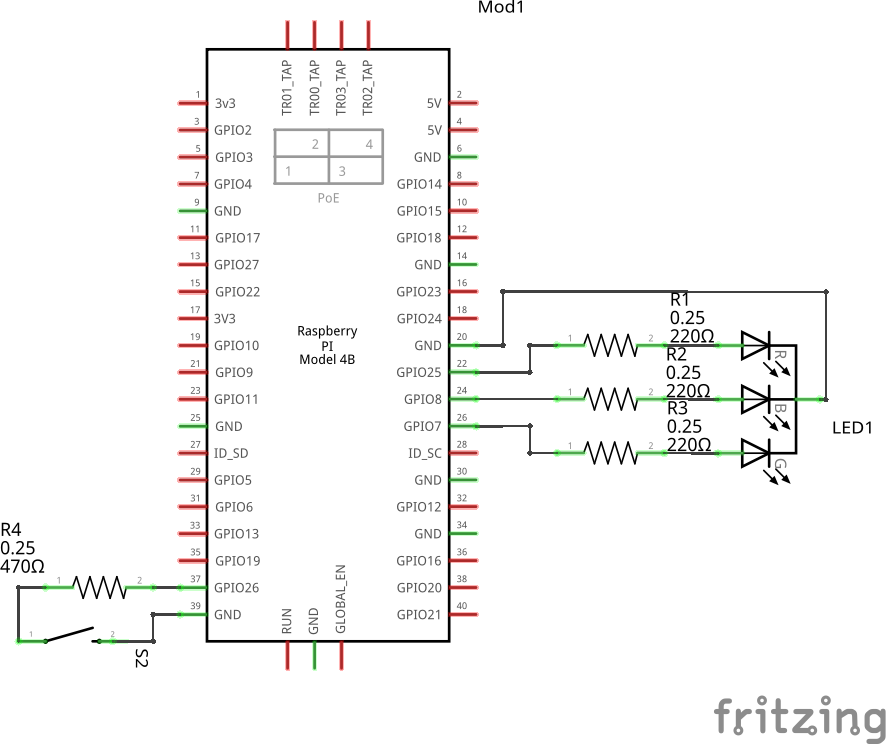 Mod1
TR01_TAP
TR00_TAP
TR03_TAP
TR02_TAP
1 3v3 5V 2
3 GPIO2 5V 4
5 GPIO3 GND 6
7 GPIO4 GPIO14 8
9 GND GPIO15 10
11 GPIO17 GPIO18 12
13 GPIO27 GND 14
15 GPIO22 GPIO23 16
17 3V3 GPIO24 18
19 GPIO10 GND 20
21 GPIO9 GPIO25 22
23 GPIO11 GPIO8 24
25 GND GPIO7 26
27 ID_SD ID_SC 28
29 GPIO5 GND 30
31 GPIO6 GPIO12 32
33 GPIO13 GND 34
35 GPIO19 GPIO16 36
37 GPIO26 GPIO20 38
39 GND GPIO21 40
2 4
1 3
PoE
Raspberry
PI
Model 4B
RUN
GND
GLOBAL_EN
R1
0.25
220Ω
1 2
R
R2
0.25
220Ω
1 2
B
R3
0.25
220Ω
1 2
G
LED1
R4
0.25
470Ω
1 2
1 2
S2
fritzing